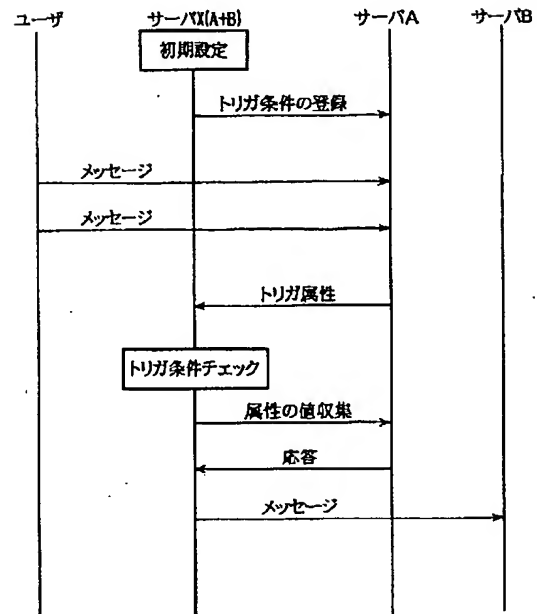 ユーザ
サーバX(A+B)
サーバA
サーバB
初期設定
トリガ条件の登録
メッセージ
メッセージ
トリガ属性
トリガ条件チェック
属性の値収集
応答
メッセージ